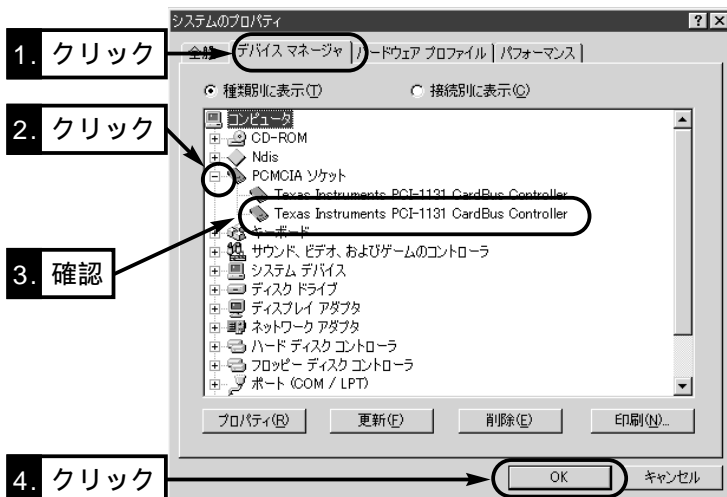 システムのプロパティ
全般 デバイス マネージャ ハードウェア プロファイル パフォーマンス
1. クリック
種類別に表示(T) 接続別に表示(C)
コンピュータ
2. クリック
CD-ROM
Ndis
PCMCIA ソケット
Texas Instruments PCI-1131 CardBus Controller
Texas Instruments PCI-1131 CardBus Controller
キーボード
サウンド、ビデオ、およびゲームのコントローラ
3. 確認
システム デバイス
ディスク ドライブ
ディスプレイ アダプタ
ネットワーク アダプタ
ハード ディスク コントローラ
フロッピー ディスク コントローラ
ポート (COM / LPT)
プロパティ(R) 更新(F) 削除(E) 印刷(N)...
4. クリック
OK キャンセル